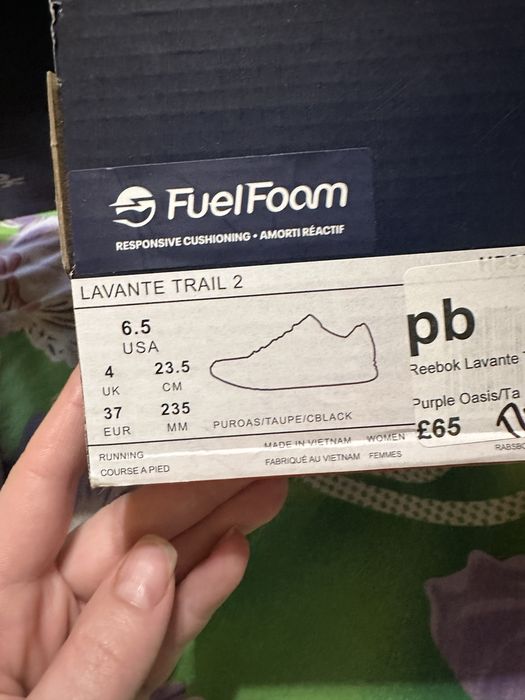 FuelFoam
RESPONSIVE CUSHIONING • AMORTI RÉACTIF
LAVANTE TRAIL 2
6.5
USA
4
UK
23.5
CM
37
EUR
235
MM
PUROAS/TAUPE/CBLACK
RUNNING
COURSE A PIED
MADE IN VIETNAM WOMEN
FABRIQUÉ AU VIETNAM FEMMES
pb
Reebok Lavante
Purple Oasis/Ta
£65